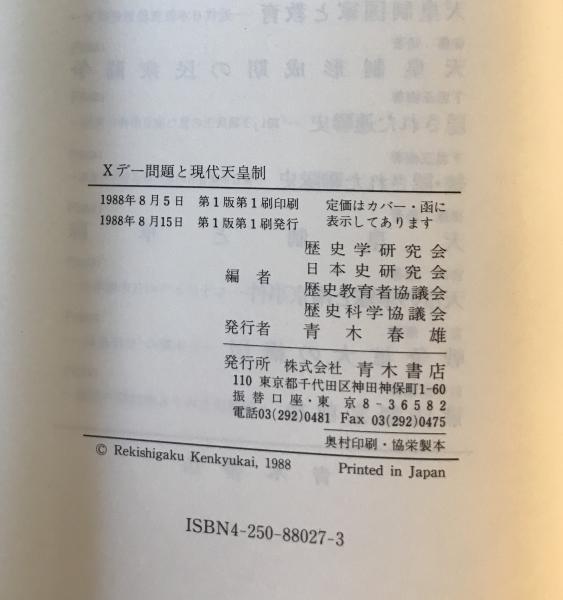 Xデー問題と現代天皇制
1988年8月5日 第1版第1刷印刷
1988年8月15日 第1版第1刷発行
定価はカバー・函に
表示してあります
編者
歴史学研究会
日本史研究会
歴史教育者協議会
歴史科学協議会
発行者 青木春雄
発行所 株式会社 青木書店
110 東京都千代田区神田神保町1-60
振替口座・東京8-36582
電話03(292)0481 Fax 03(292)0475
奥村印刷・協栄製本
© Rekishigaku Kenkyukai, 1988 Printed in Japan
ISBN4-250-88027-3